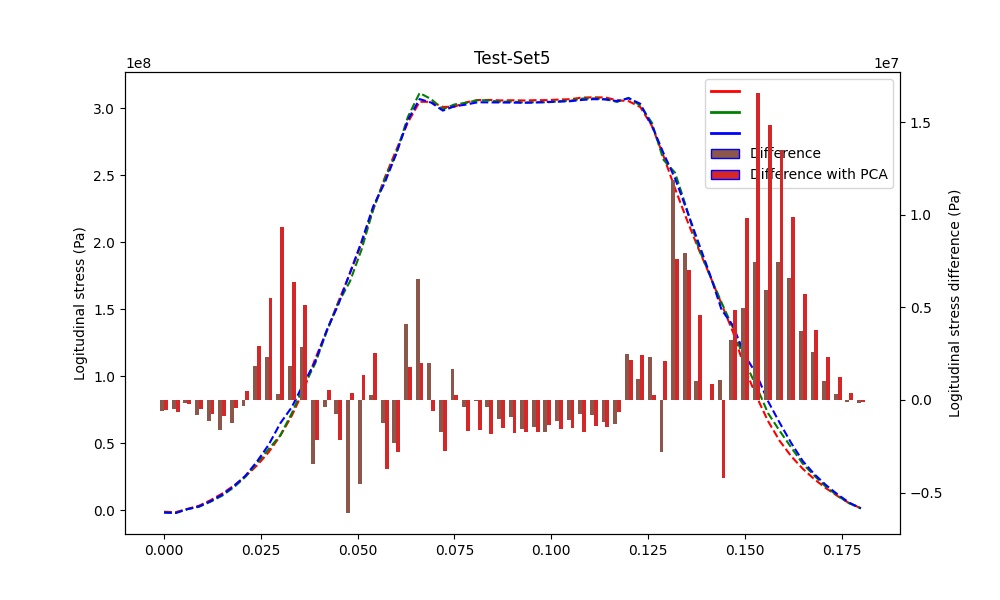 Test-Set5
1e8
1e7
3.0
2.5
2.0
1.5
1.0
0.5
0.0
Logitudinal stress (Pa)
Difference
Difference with PCA
1.5
1.0
0.5
0.0
−0.5
Logitudinal stress difference (Pa)
0.000
0.025
0.050
0.075
0.100
0.125
0.150
0.175